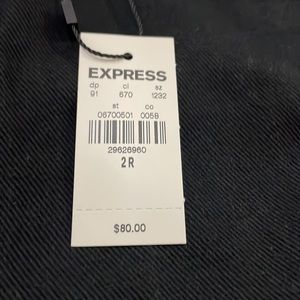 EXPRESS
dp cl sz
91 670 1232
st co
06700501 0058
29626960
2R
$80.00